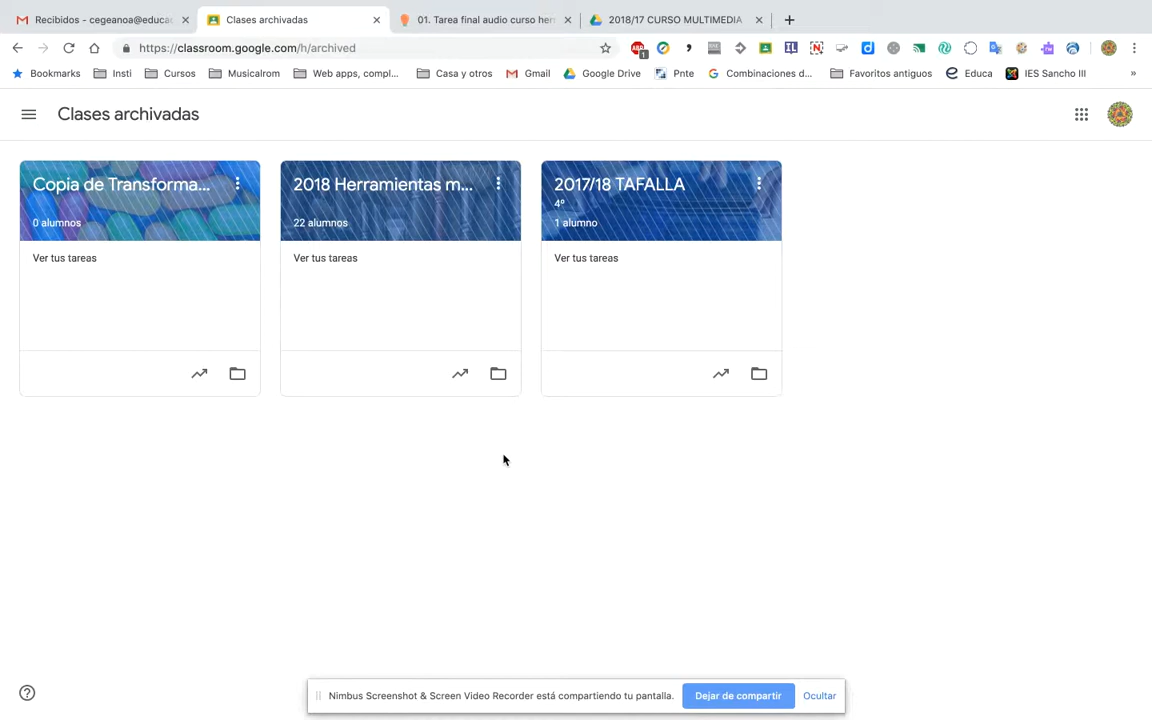 Recibidos - cegeanoa@educa
Clases archivadas
01. Tarea final audio curso her
2018/17 CURSO MULTIMEDIA
https://classroom.google.com/h/archived
Bookmarks
Insti
Cursos
Musicalrom
Web apps, compl...
Casa y otros
Gmail
Google Drive
Pnte
Combinaciones d...
Favoritos antiguos
Educa
IES Sancho III
»
Clases archivadas
Copia de Transforma...
0 alumnos
Ver tus tareas
2018 Herramientas m...
22 alumnos
Ver tus tareas
2017/18 TAFALLA
4º
1 alumno
Ver tus tareas
Nimbus Screenshot & Screen Video Recorder está compartiendo tu pantalla.
Dejar de compartir
Ocultar